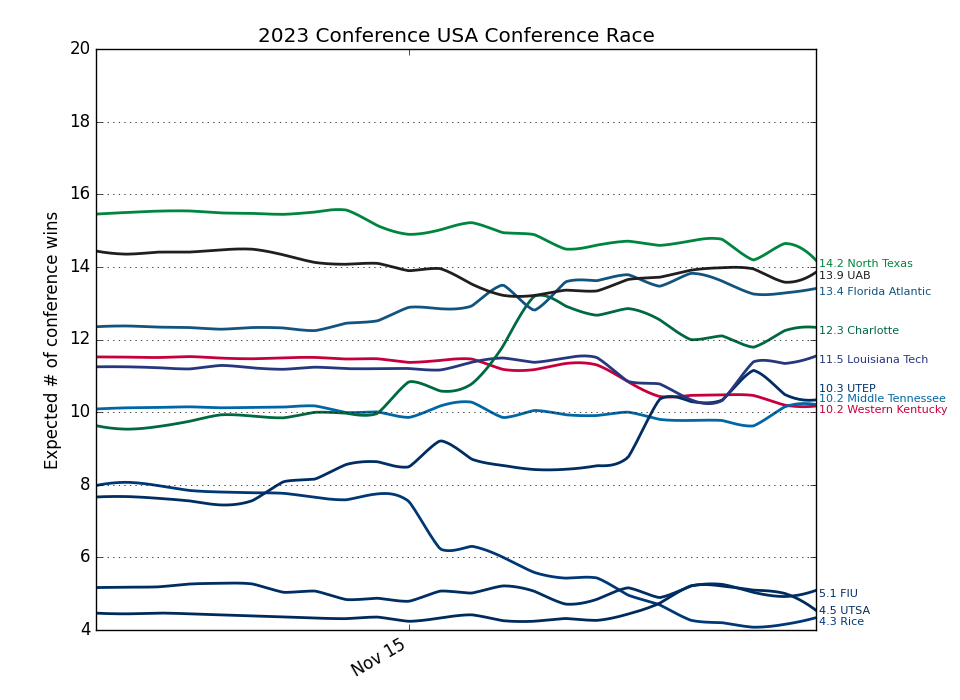 2023 Conference USA Conference Race
Expected # of conference wins
20
18
16
14
12
10
8
6
4
Nov 15
14.2 North Texas
13.9 UAB
13.4 Florida Atlantic
12.3 Charlotte
11.5 Louisiana Tech
10.3 UTEP
10.2 Middle Tennessee
10.2 Western Kentucky
5.1 FIU
4.5 UTSA
4.3 Rice